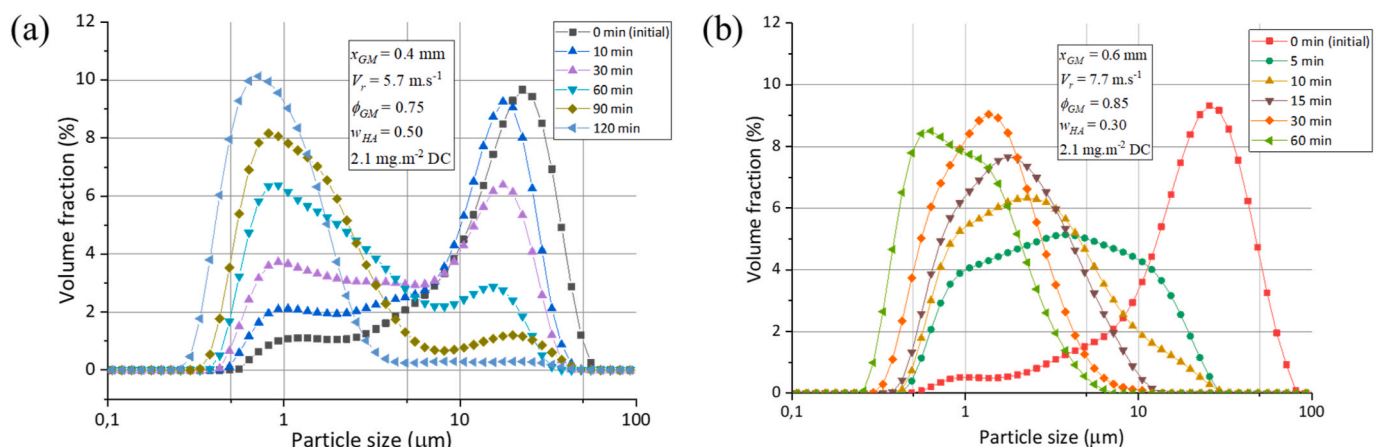 (a)
12
10
8
6
4
2
0
Volume fraction (%)
x_GM = 0.4 mm
V_r = 5.7 m.s⁻¹
ϕ_GM = 0.75
w_HA = 0.50
2.1 mg.m⁻² DC
0 min (initial)
10 min
30 min
60 min
90 min
120 min
0,1 1 10 100
Particle size (μm)
(b)
12
10
8
6
4
2
0
Volume fraction (%)
x_GM = 0.6 mm
V_r = 7.7 m.s⁻¹
ϕ_GM = 0.85
w_HA = 0.30
2.1 mg.m⁻² DC
0 min (initial)
5 min
10 min
15 min
30 min
60 min
0,1 1 10 100
Particle size (μm)